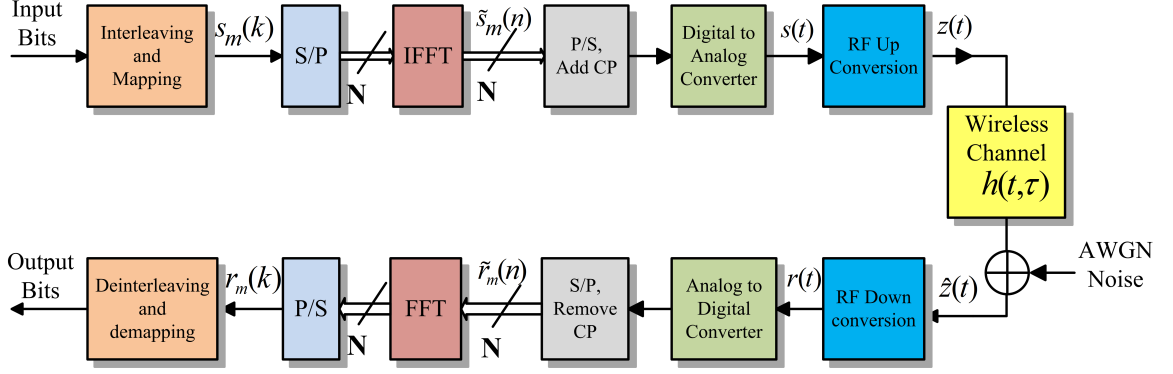 Input
Bits
Interleaving
and
Mapping
s_m(k)
S/P
N
IFFT
s̃_m(n)
N
P/S,
Add CP
Digital to
Analog
Converter
s(t)
RF Up
Conversion
z(t)
Wireless
Channel
h(t,τ)
AWGN
Noise
ẑ(t)
RF Down
conversion
r(t)
Analog to
Digital
Converter
S/P,
Remove
CP
r̃_m(n)
N
FFT
N
P/S
r_m(k)
Deinterleaving
and
demapping
Output
Bits